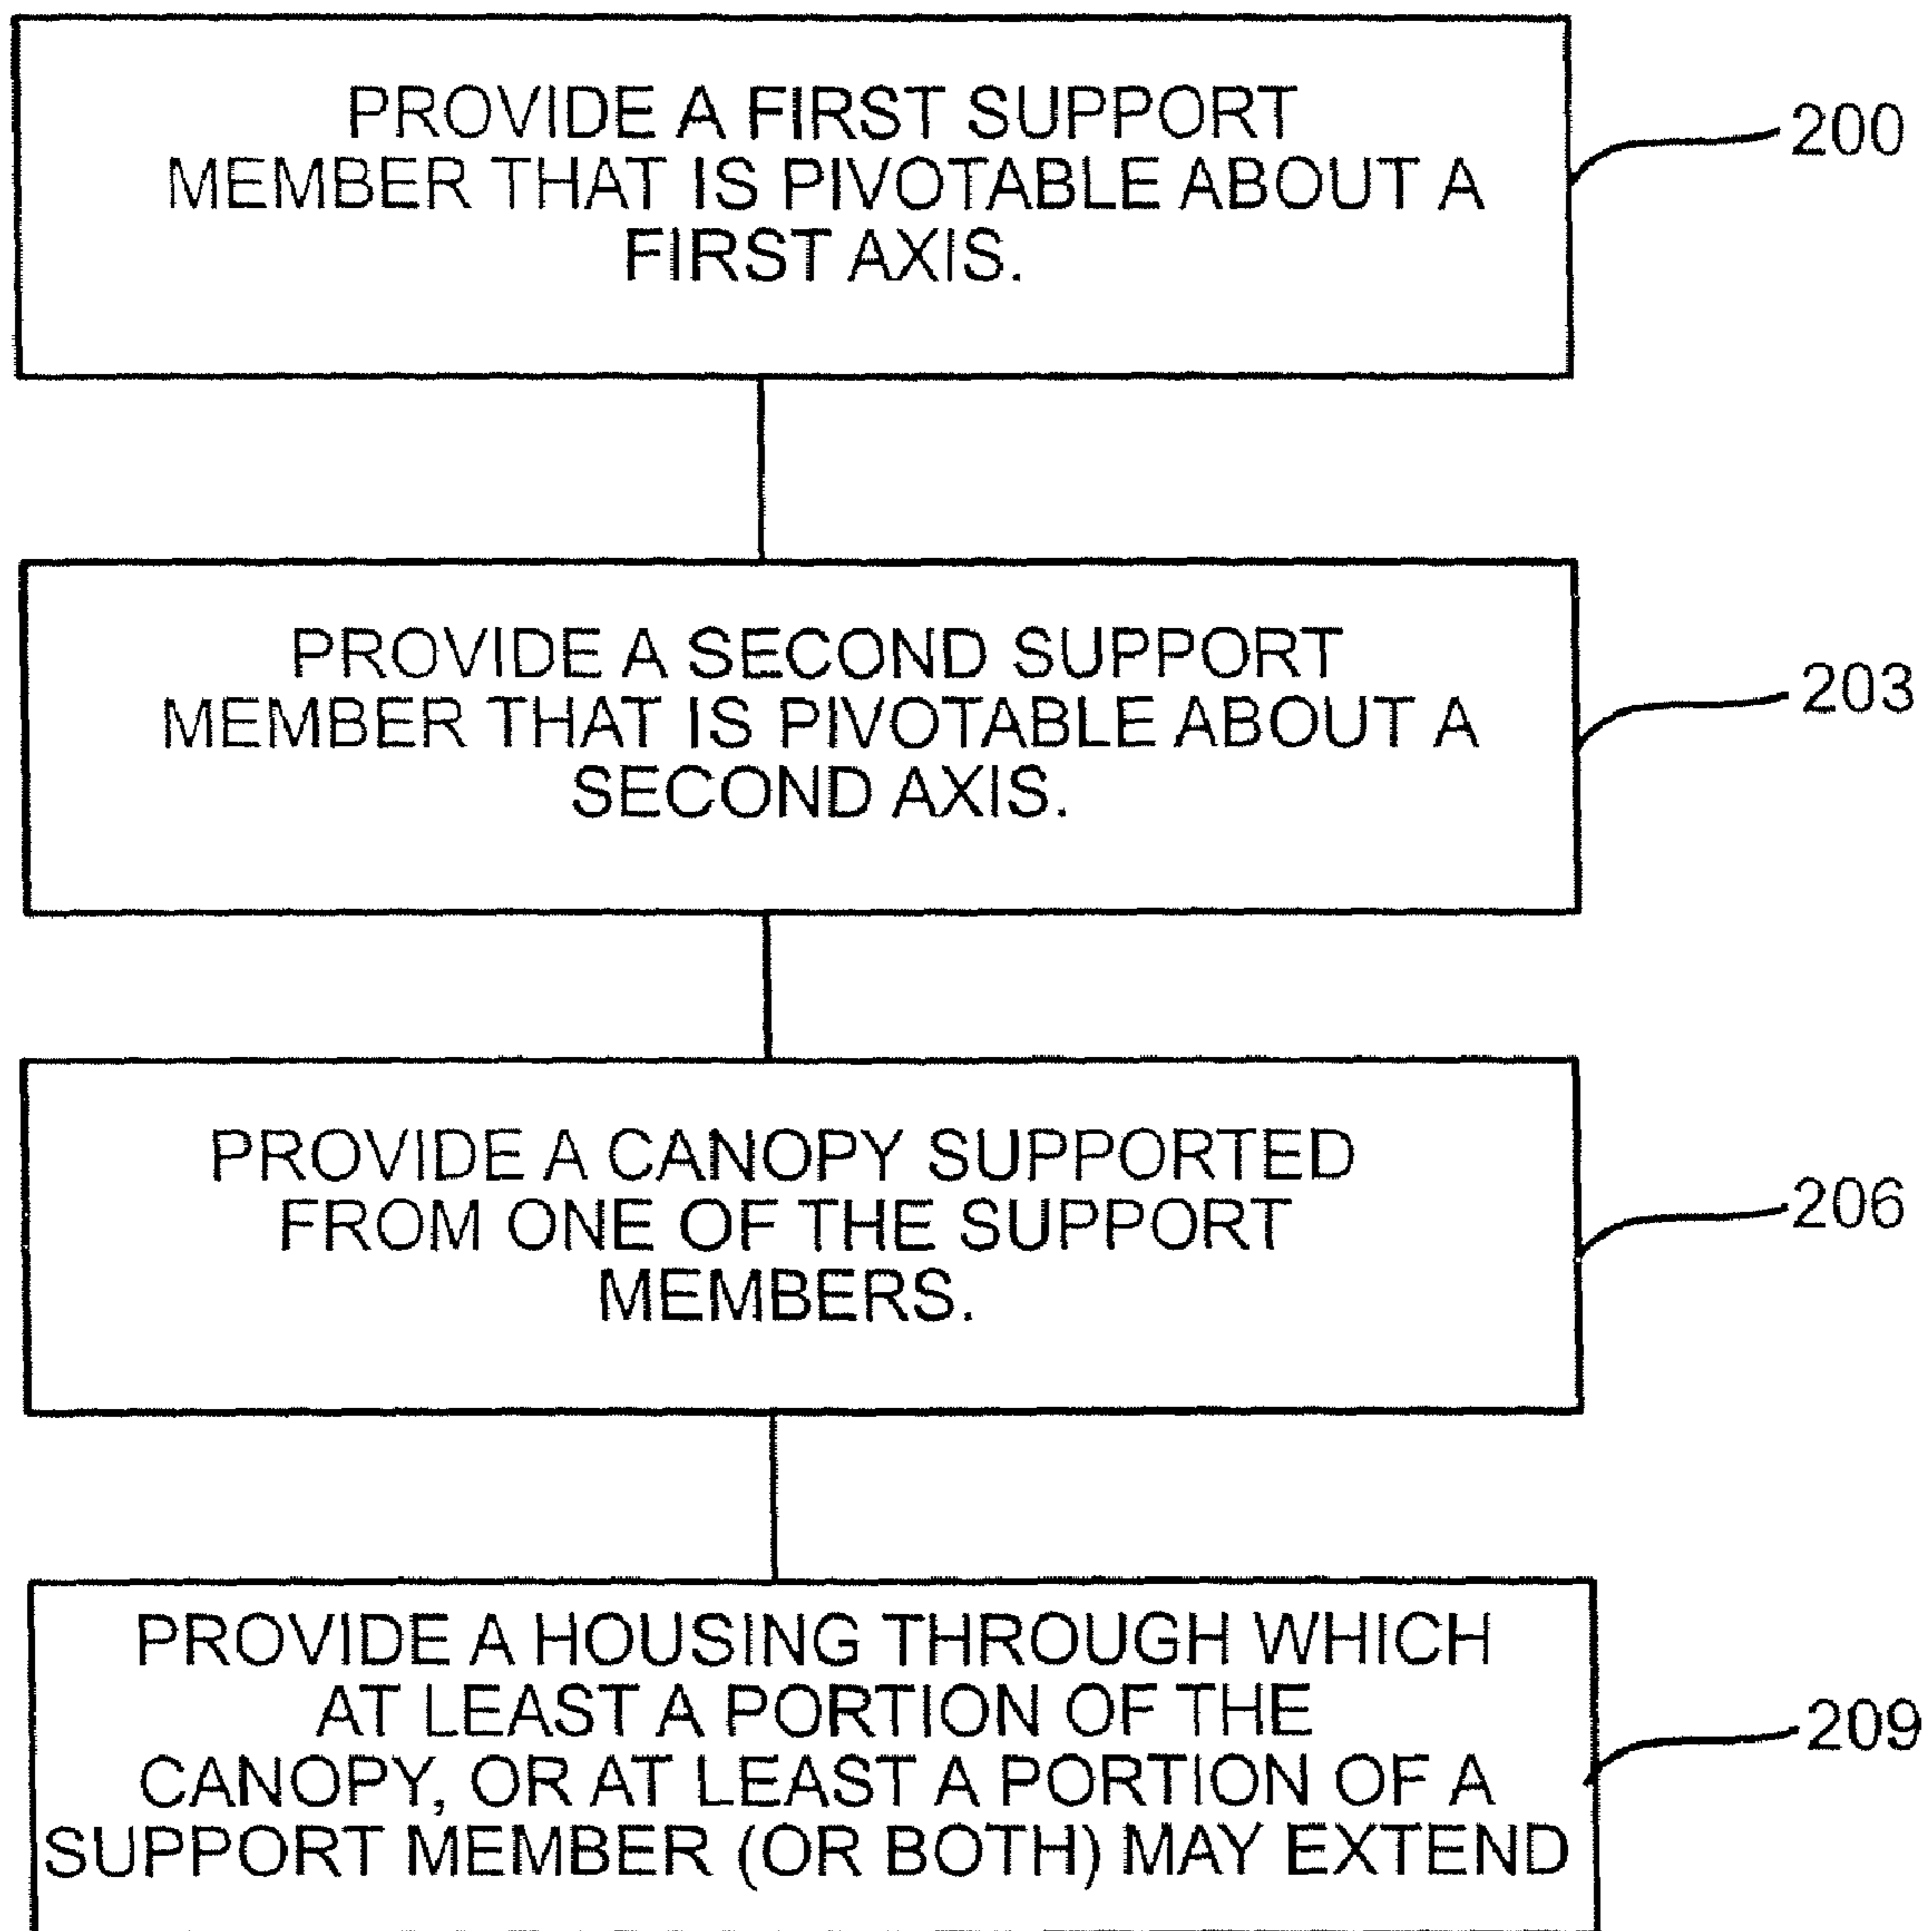 PROVIDE A FIRST SUPPORT
MEMBER THAT IS PIVOTABLE ABOUT A
FIRST AXIS.
200
PROVIDE A SECOND SUPPORT
MEMBER THAT IS PIVOTABLE ABOUT A
SECOND AXIS.
203
PROVIDE A CANOPY SUPPORTED
FROM ONE OF THE SUPPORT
MEMBERS.
206
PROVIDE A HOUSING THROUGH WHICH
AT LEAST A PORTION OF THE
CANOPY, OR AT LEAST A PORTION OF A
SUPPORT MEMBER (OR BOTH) MAY EXTEND
209